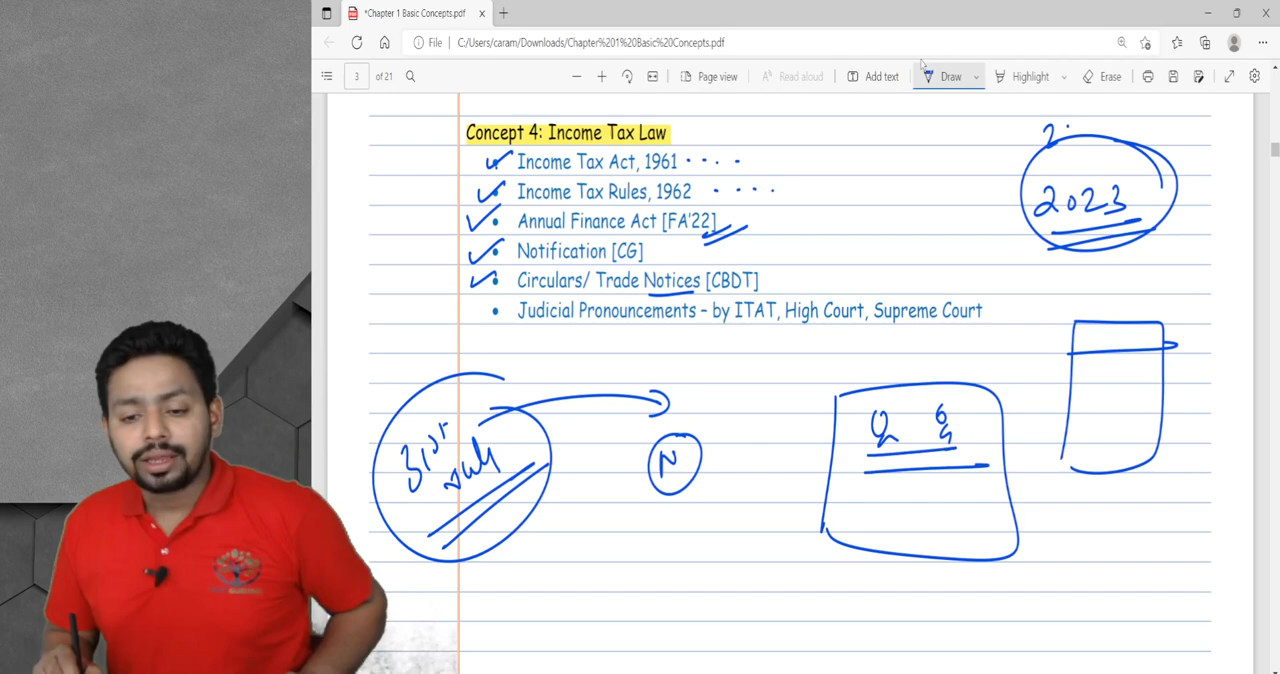 *Chapter 1 Basic Concepts.pdf
File C:/Users/caram/Downloads/Chapter%201%20Basic%20Concepts.pdf
3 of 21 Page view Read aloud Add text Draw Highlight Erase
Concept 4: Income Tax Law
Income Tax Act, 1961
Income Tax Rules, 1962
• Annual Finance Act [FA'22]
Notification [CG]
Circulars/ Trade Notices [CBDT]
• Judicial Pronouncements – by ITAT, High Court, Supreme Court
2023
31st
N